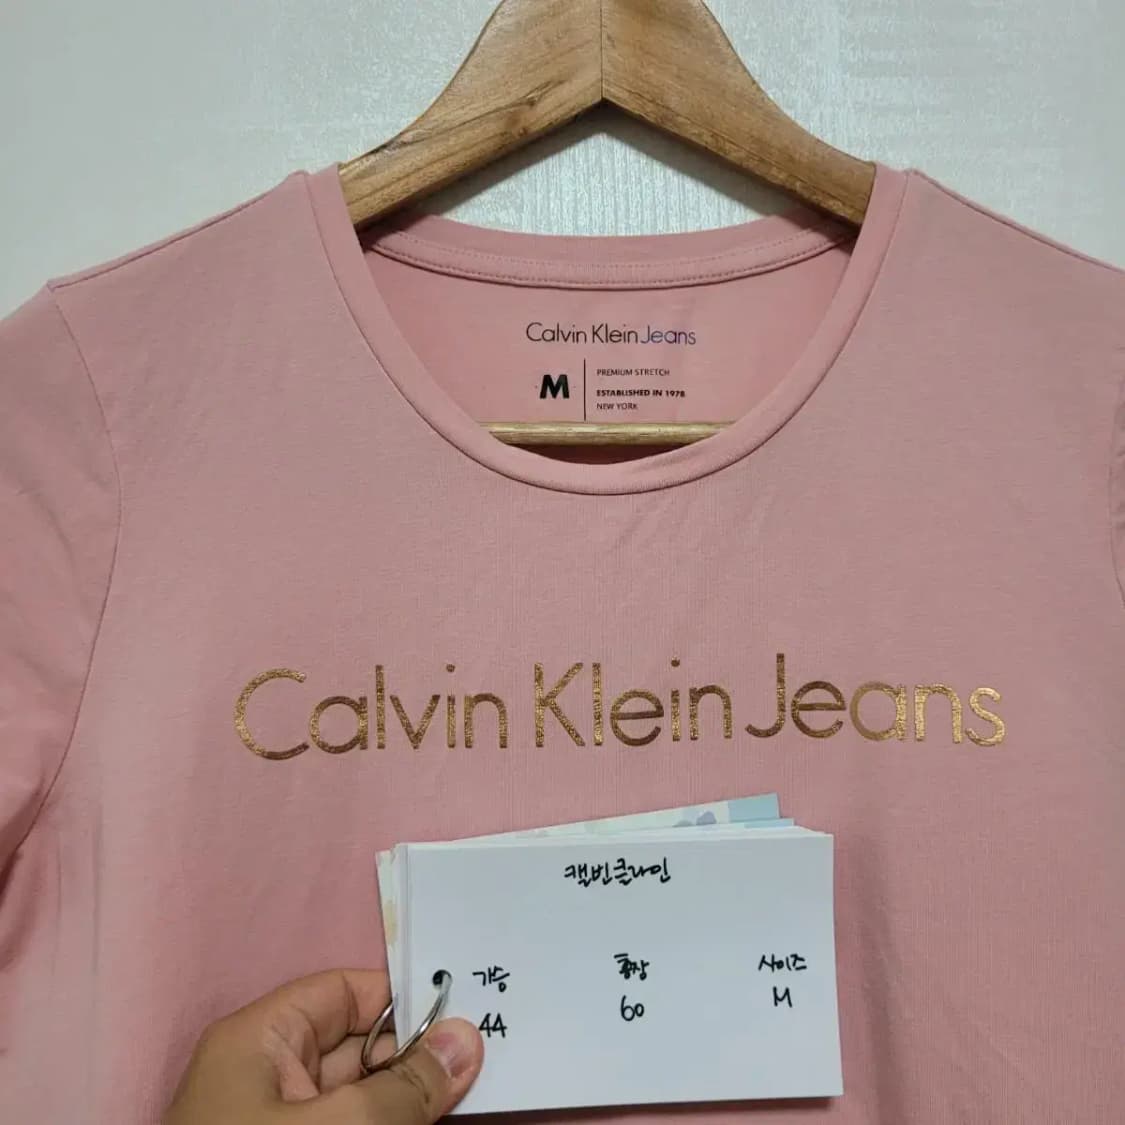 Calvin Klein Jeans
M
PREMIUM STRETCH
ESTABLISHED IN 1978
NEW YORK
Calvin Klein Jeans
캘빈클라인
가슴 총장 사이즈
44 60 M